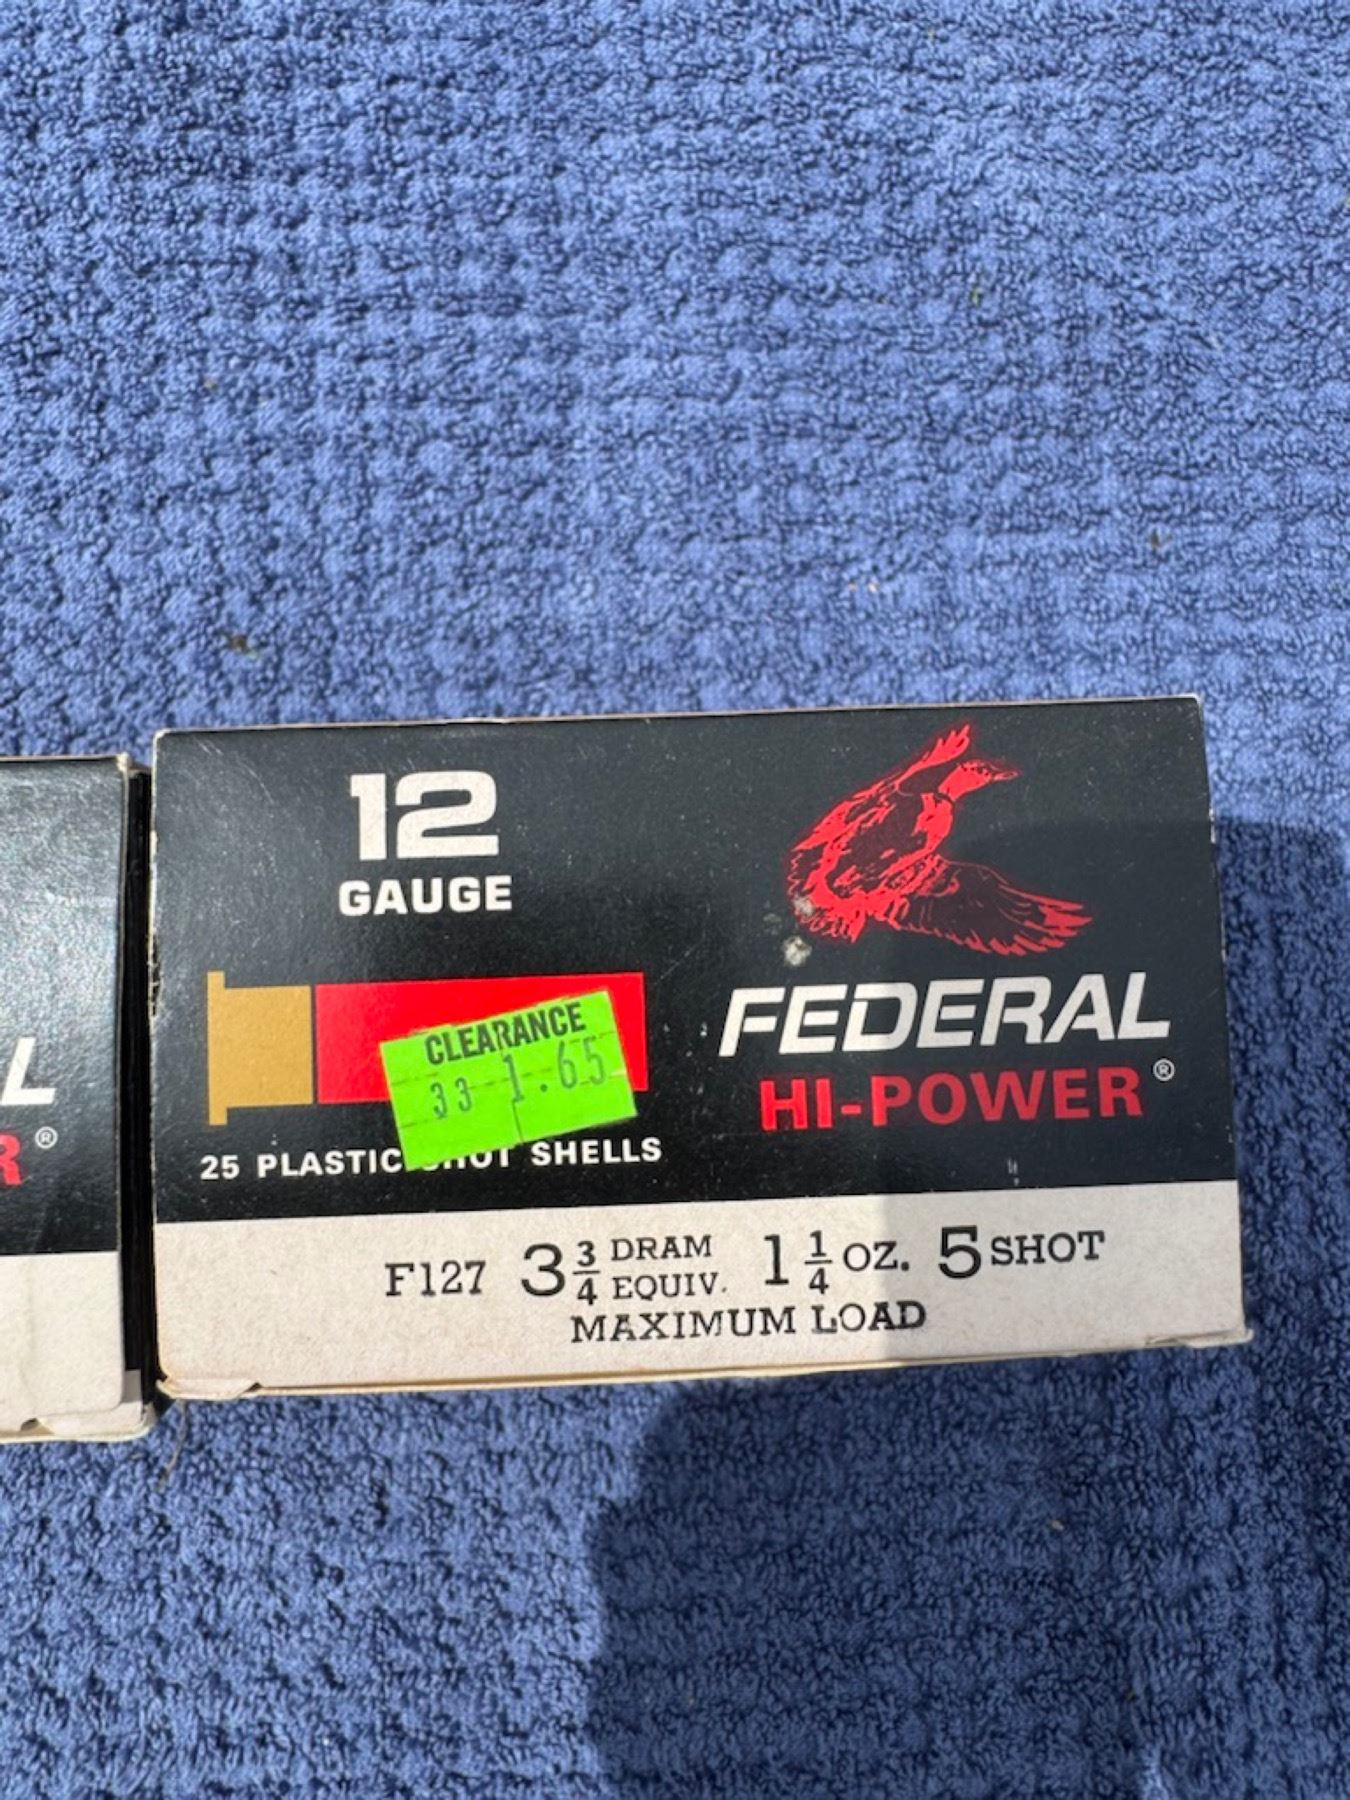 12
GAUGE
CLEARANCE
33 1.65
25 PLASTIC SHOT SHELLS
FEDERAL
HI-POWER®
F127 3 3/4 DRAM EQUIV. 1 1/4 OZ. 5 SHOT
MAXIMUM LOAD
L
R®